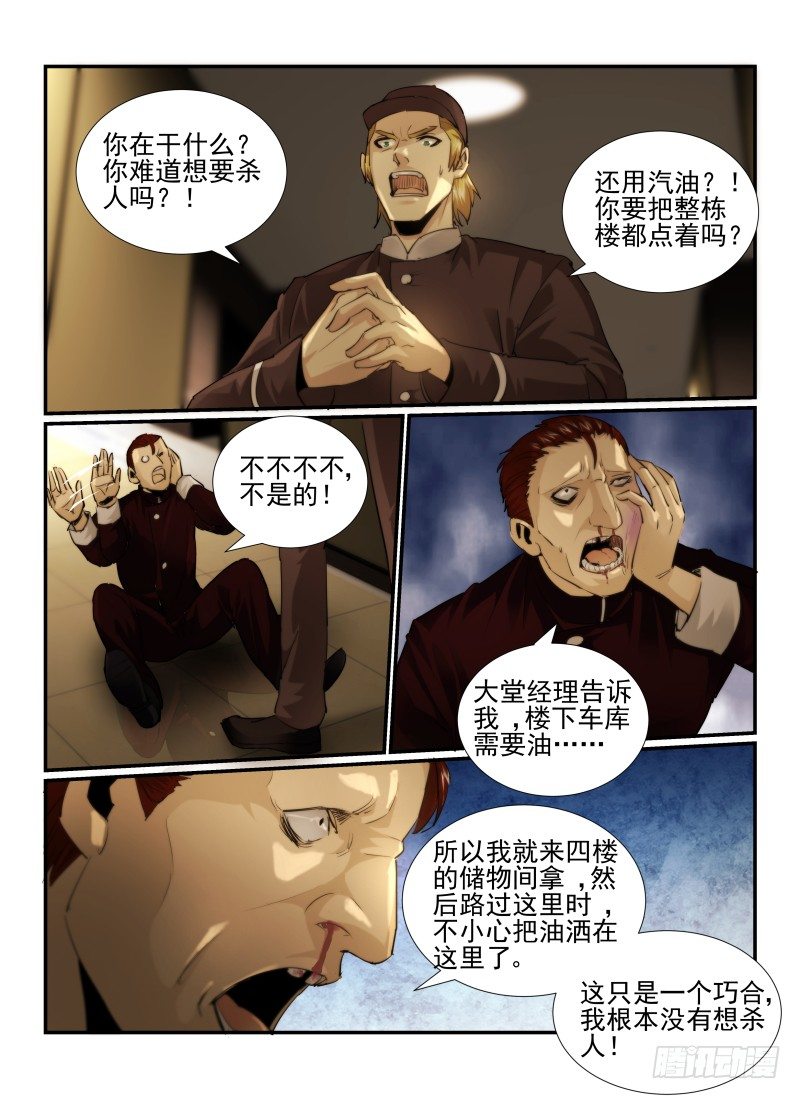 你在干什么？
你难道想要杀
人吗？！
还用汽油？！
你要把整栋
楼都点着吗？
不不不不，
不是的！
大堂经理告诉
我，楼下车库
需要油……
所以我就来四楼
的储物间拿，然
后路过这里时，
不小心把油洒在
这里了。
这只是一个巧合，
我根本没有想杀
人！
腾讯动漫